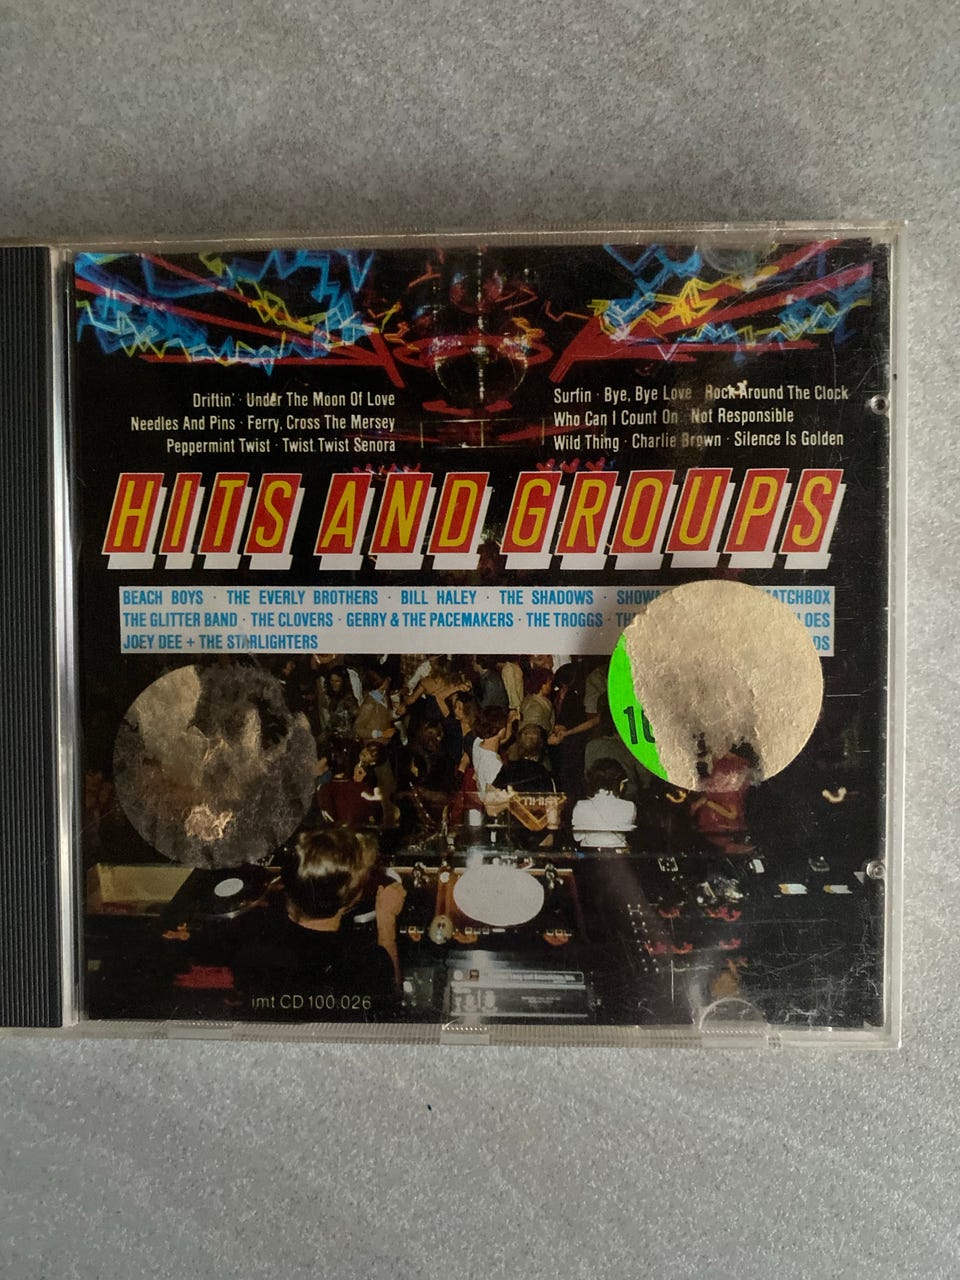 Driftin' · Under The Moon Of Love
Needles And Pins · Ferry, Cross The Mersey
Peppermint Twist · Twist Twist Senora
Surfin · Bye, Bye Love · Rock Around The Clock
Who Can I Count On · Not Responsible
Wild Thing · Charlie Brown · Silence Is Golden
HITS AND GROUPS
BEACH BOYS · THE EVERLY BROTHERS · BILL HALEY · THE SHADOWS ·
THE GLITTER BAND · THE CLOVERS · GERRY & THE PACEMAKERS · THE TROGGS ·
JOEY DEE + THE STARLIGHTERS
imt CD 100.026